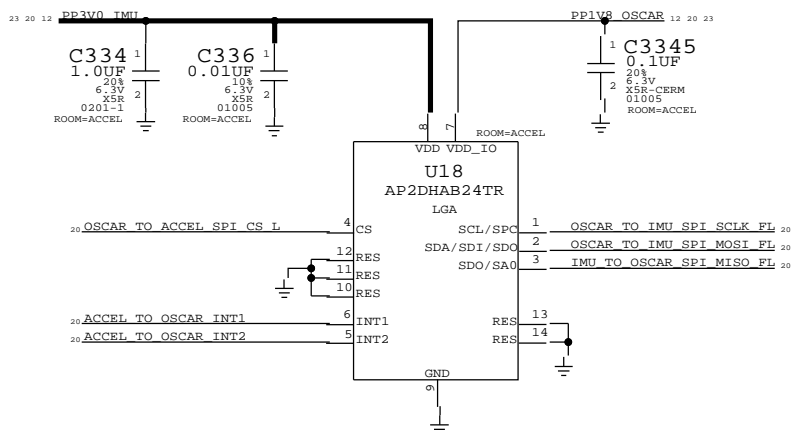 23 20 12 PP3V0_IMU
PP1V8_OSCAR 12 20 23
C334 1
1.0UF
20%
6.3V
X5R 2
0201-1
ROOM=ACCEL
C336 1
0.01UF
10%
6.3V
X5R 2
01005
ROOM=ACCEL
1 C3345
0.1UF
20%
6.3V
2 X5R-CERM
01005
ROOM=ACCEL
8 7 ROOM=ACCEL
VDD VDD_IO
U18
AP2DHAB24TR
LGA
20 OSCAR_TO_ACCEL_SPI_CS_L 4 CS
SCL/SPC 1 OSCAR_TO_IMU_SPI_SCLK_FL 20
SDA/SDI/SDO 2 OSCAR_TO_IMU_SPI_MOSI_FL 20
SDO/SA0 3 IMU_TO_OSCAR_SPI_MISO_FL 20
12 RES
11 RES
10 RES
20 ACCEL_TO_OSCAR_INT1 6 INT1
20 ACCEL_TO_OSCAR_INT2 5 INT2
RES 13
RES 14
GND
9